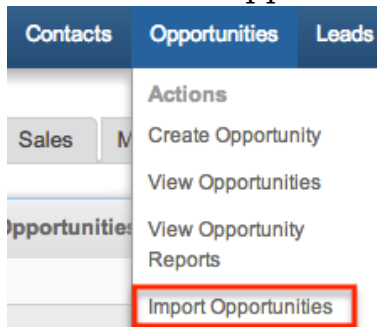 Contacts Opportunities Leads
Actions
Sales
Create Opportunity
View Opportunities
View Opportunity
Reports
Import Opportunities